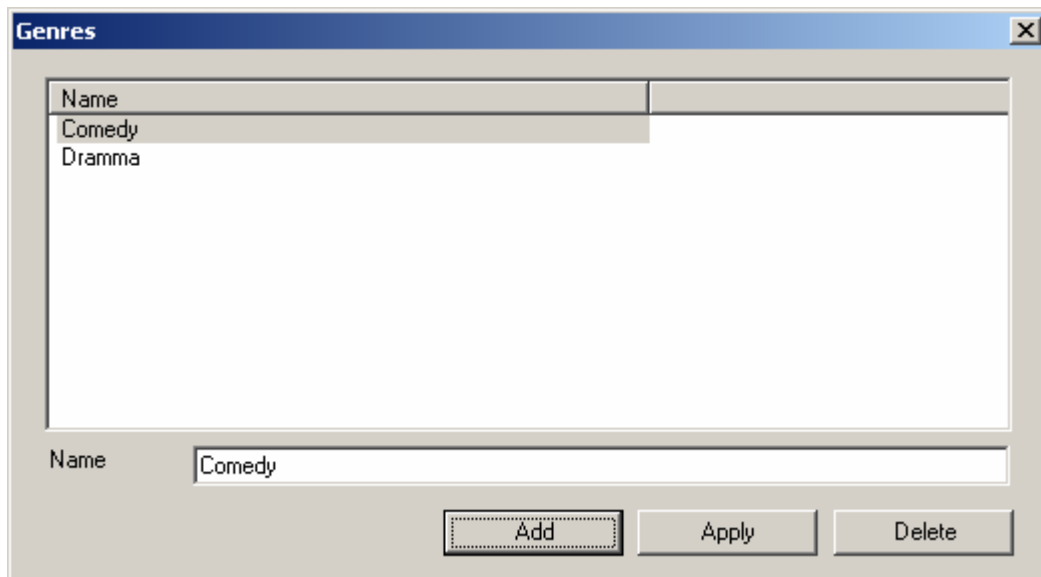 Genres
Name
Comedy
Dramma
Name Comedy
Add Apply Delete